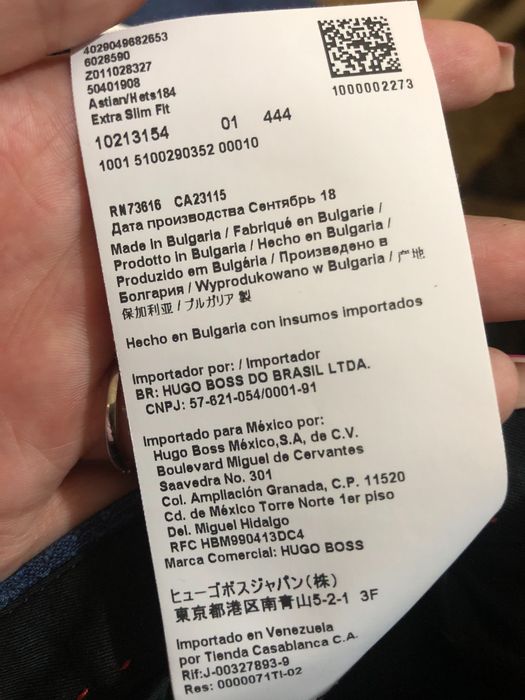 4029049682653
6028590
Z011028327
50401908
Astian/Hets184
Extra Slim Fit
1000002273
10213154 01 444
1001 5100290352 00010
RN73616 CA23115
Дата производства Сентябрь 18
Made in Bulgaria / Fabriqué en Bulgarie /
Prodotto in Bulgaria / Hecho en Bulgaria /
Produzido em Bulgária / Произведено в
Болгария / Wyprodukowano w Bulgaria / 产地
保加利亚 / ブルガリア 製
Hecho en Bulgaria con insumos importados
Importador por: / Importador
BR: HUGO BOSS DO BRASIL LTDA.
CNPJ: 57-621-054/0001-91
Importado para México por:
Hugo Boss México,S,A, de C.V.
Boulevard Miguel de Cervantes
Saavedra No. 301
Col. Ampliación Granada, C.P. 11520
Cd. de México Torre Norte 1er piso
Del. Miguel Hidalgo
RFC HBM990413DC4
Marca Comercial: HUGO BOSS
ヒューゴボスジャパン(株)
東京都港区南青山5-2-1 3F
Importado en Venezuela
por Tienda Casablanca C.A.
Rif:J-00327893-9
Res: 0000071TI-02